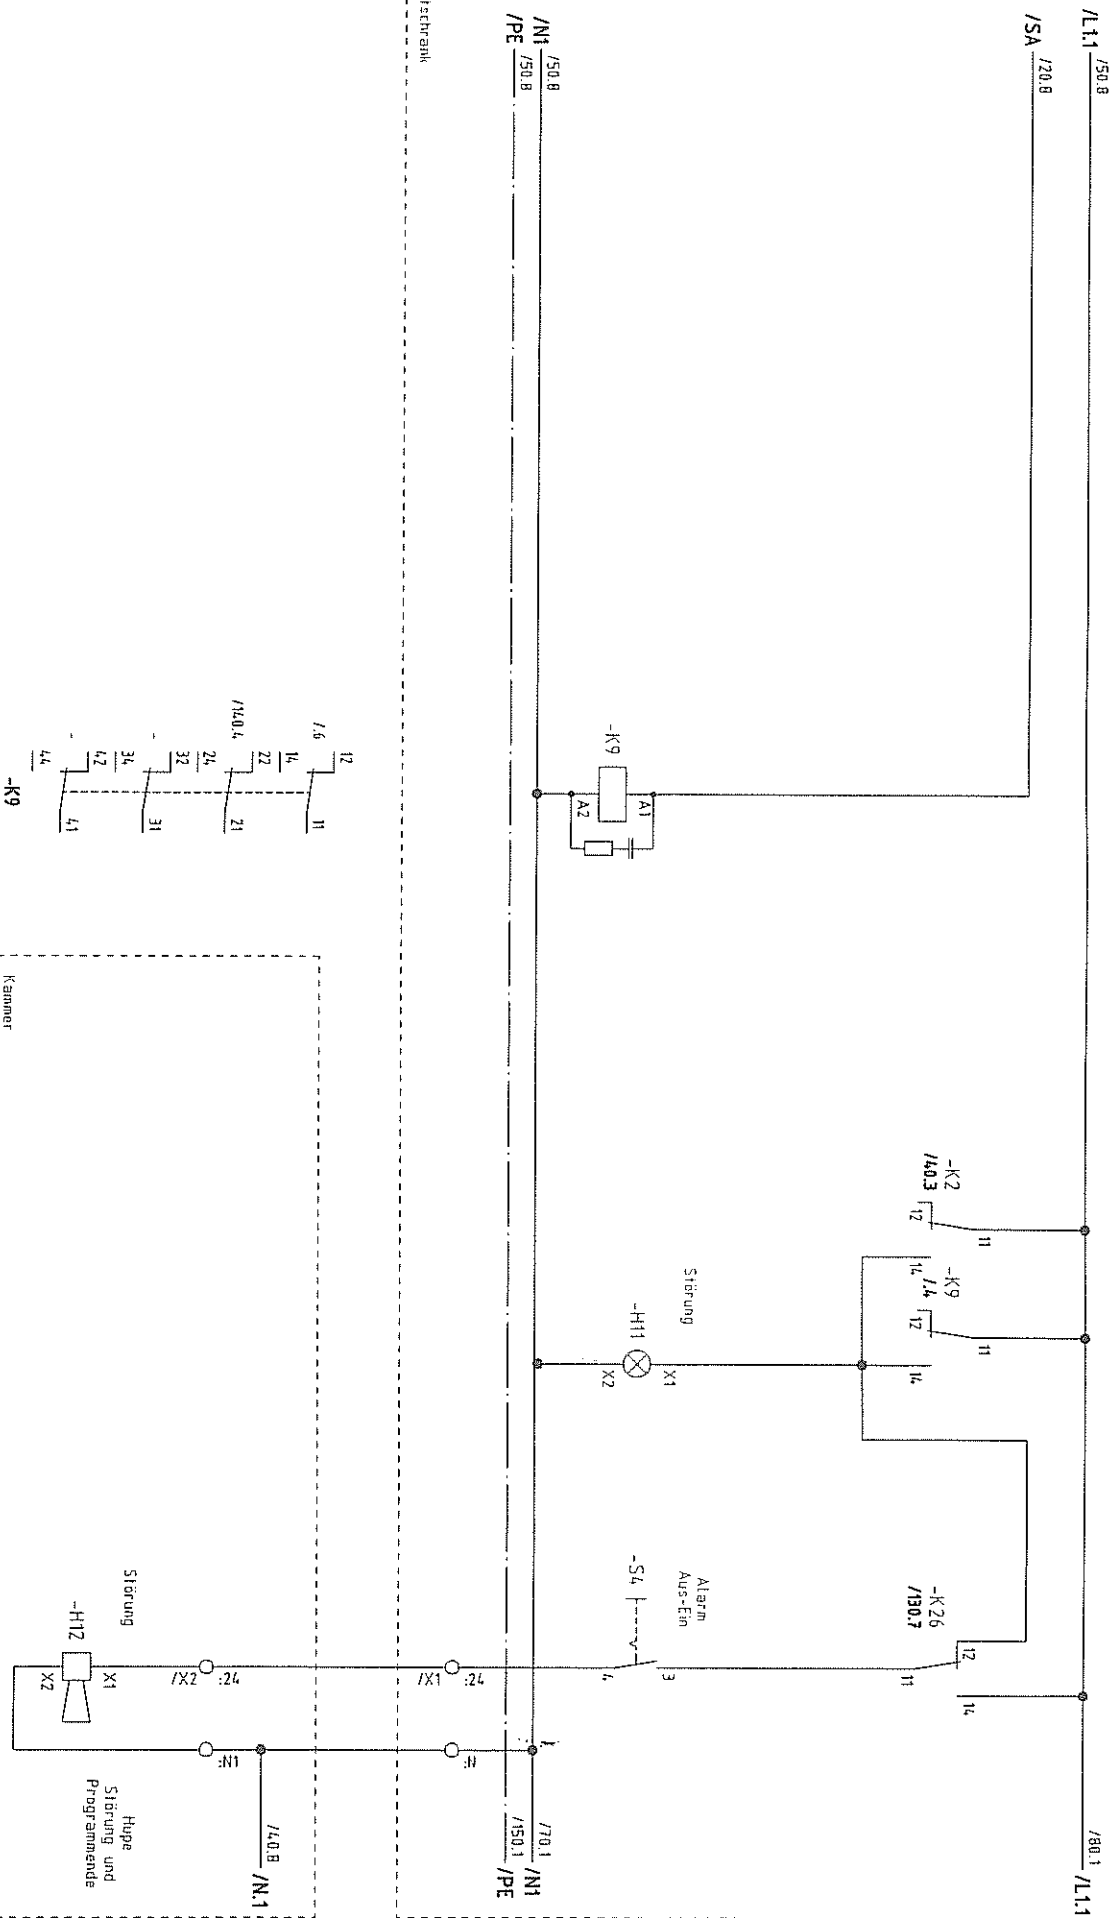 /L1.1
/50.8
/80.1
/L1.1
/SA
/20.8
-K2
/40.3
11
12
14
-K9
/.4
11
12
14
-K26
/130.7
12
14
11
Störung
-H11
X1
X2
Alarm
Aus-Ein
-S4
3
4
-K9
A1
A2
/N1
/50.8
/70.1
/N1
/PE
/50.8
/150.1
/PE
/X1
:24
:N
/X2
:24
:N1
/40.8
/N.1
Störung
-H12
X1
X2
Hupe
Störung und
Programmende
Kammer
12
14
/.6
11
22
24
/140.4
21
32
34
-
31
42
44
-
41
-K9